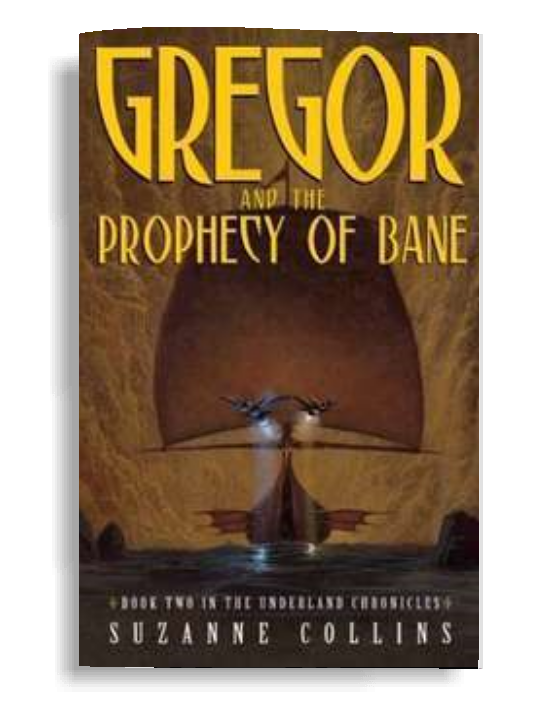 GREGOR
AND THE
PROPHECY OF BANE
BOOK TWO IN THE UNDERLAND CHRONICLES
SUZANNE COLLINS